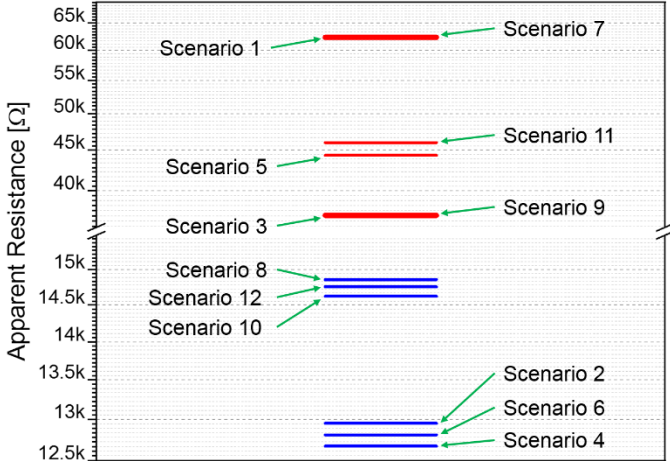 65k
Scenario 7
60k
Scenario 1
55k
50k
Scenario 11
45k
Scenario 5
40k
Scenario 9
Scenario 3
Apparent Resistance [Ω]
Scenario 8
15k
Scenario 12
14.5k
Scenario 10
14k
13.5k
Scenario 2
13k
Scenario 6
Scenario 4
12.5k